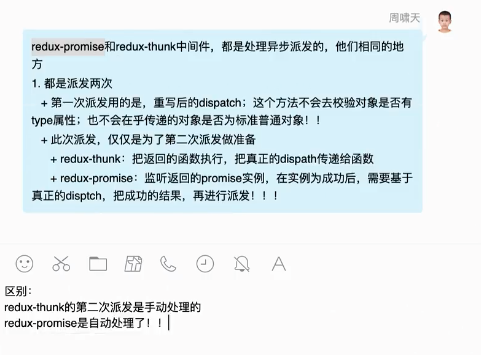 周啸天
redux-promise和redux-thunk中间件，都是处理异步派发的，他们相同的地
方
1. 都是派发两次
+ 第一次派发用的是，重写后的dispatch；这个方法不会去校验对象是否有
type属性；也不会在乎传递的对象是否为标准普通对象！！
+ 此次派发，仅仅是为了第二次派发做准备
+ redux-thunk：把返回的函数执行，把真正的dispath传递给函数
+ redux-promise：监听返回的promise实例，在实例为成功后，需要基于
真正的disptch，把成功的结果，再进行派发！！！
区别：
redux-thunk的第二次派发是手动处理的
redux-promise是自动处理了！！